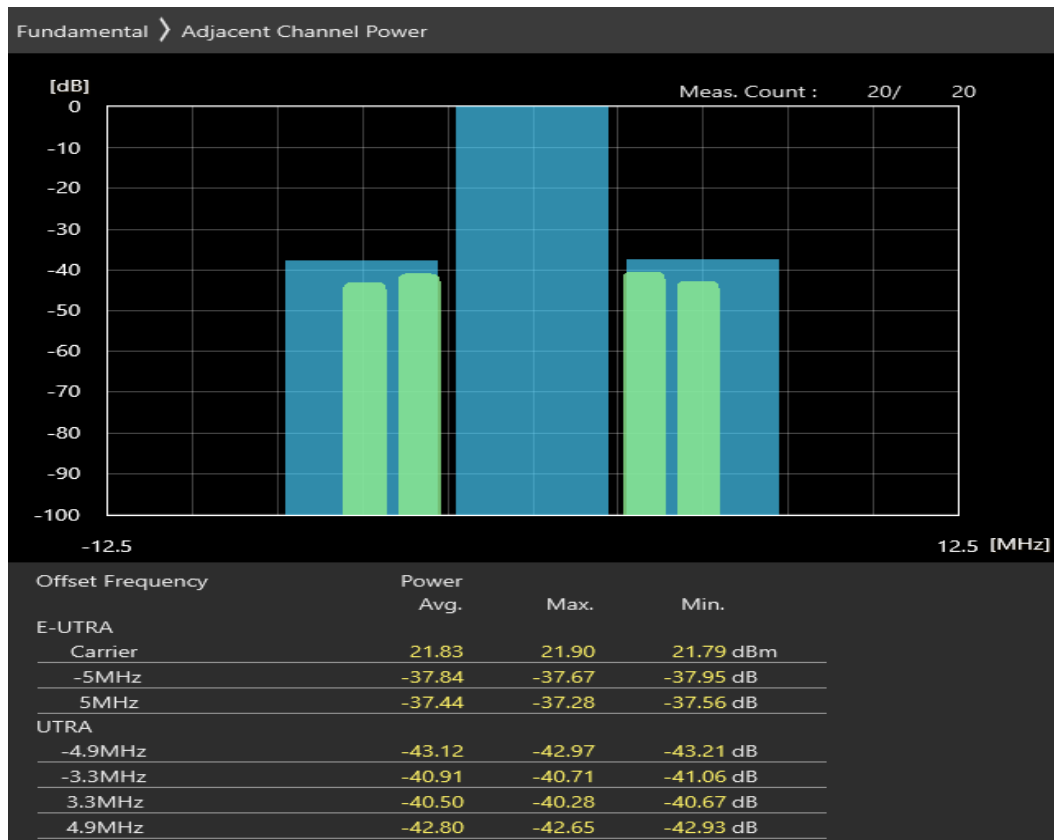 Fundamental 〉 Adjacent Channel Power
[dB]
Meas. Count : 20/ 20
0
-10
-20
-30
-40
-50
-60
-70
-80
-90
-100
-12.5 12.5 [MHz]
Offset Frequency Power
Avg. Max. Min.
E-UTRA
Carrier 21.83 21.90 21.79 dBm
-5MHz -37.84 -37.67 -37.95 dB
5MHz -37.44 -37.28 -37.56 dB
UTRA
-4.9MHz -43.12 -42.97 -43.21 dB
-3.3MHz -40.91 -40.71 -41.06 dB
3.3MHz -40.50 -40.28 -40.67 dB
4.9MHz -42.80 -42.65 -42.93 dB